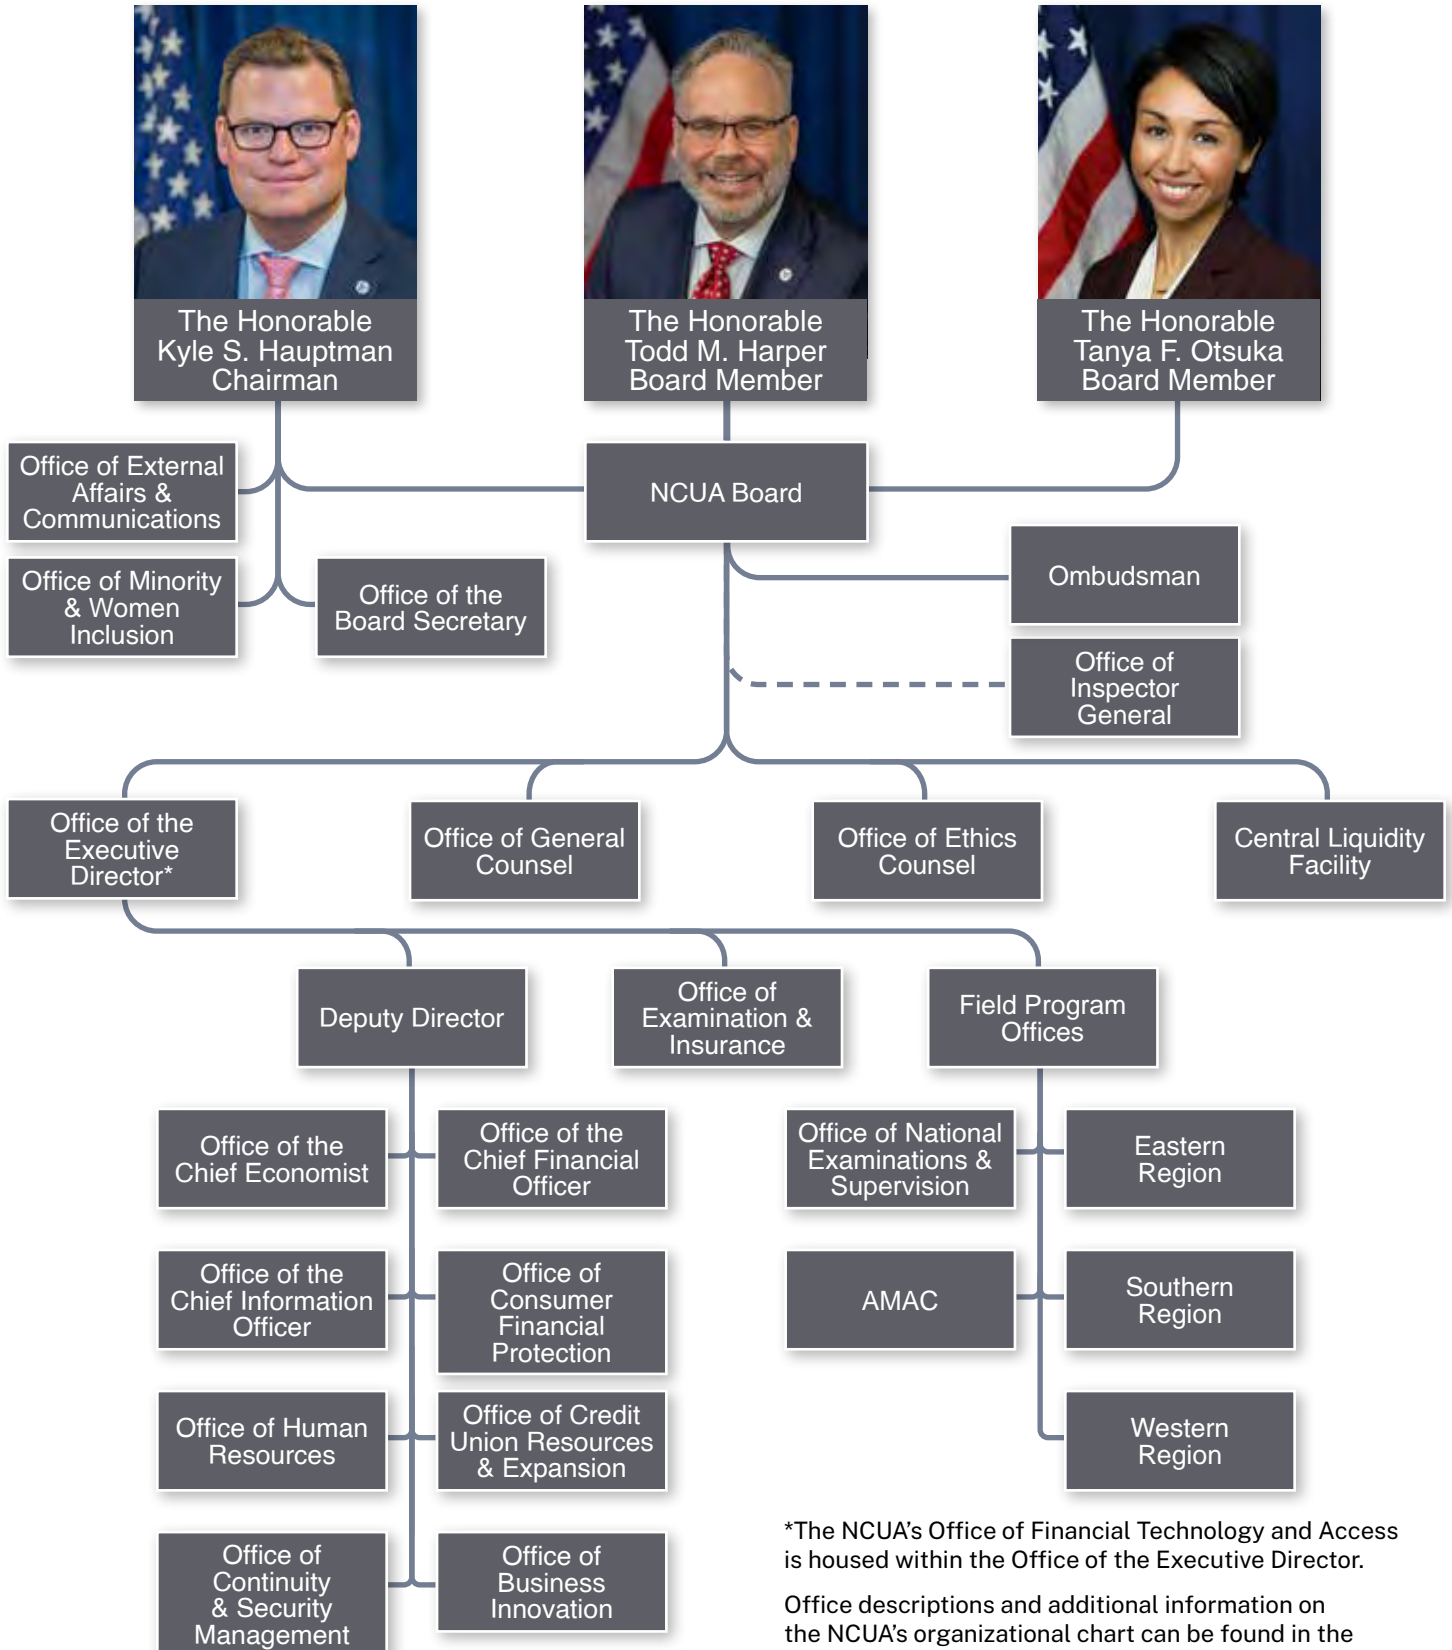 The Honorable
Kyle S. Hauptman
Chairman
The Honorable
Todd M. Harper
Board Member
The Honorable
Tanya F. Otsuka
Board Member
Office of External
Affairs &
Communications
NCUA Board
Office of Minority
& Women
Inclusion
Office of the
Board Secretary
Ombudsman
Office of
Inspector
General
Office of the
Executive
Director*
Office of General
Counsel
Office of Ethics
Counsel
Central Liquidity
Facility
Deputy Director
Office of
Examination &
Insurance
Field Program
Offices
Office of the
Chief Economist
Office of the
Chief Financial
Officer
Office of National
Examinations &
Supervision
Eastern
Region
Office of the
Chief Information
Officer
Office of
Consumer
Financial
Protection
AMAC
Southern
Region
Office of Human
Resources
Office of Credit
Union Resources
& Expansion
Western
Region
Office of
Continuity
& Security
Management
Office of
Business
Innovation
*The NCUA’s Office of Financial Technology and Access
is housed within the Office of the Executive Director.
Office descriptions and additional information on
the NCUA’s organizational chart can be found in the